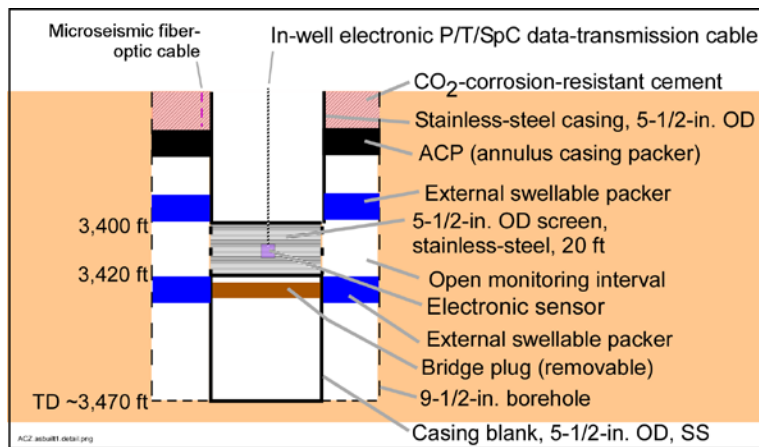 Microseismic fiber-
optic cable
In-well electronic P/T/SpC data-transmission cable
CO2-corrosion-resistant cement
Stainless-steel casing, 5-1/2-in. OD
ACP (annulus casing packer)
External swellable packer
3,400 ft
5-1/2-in. OD screen,
stainless-steel, 20 ft
3,420 ft
Open monitoring interval
Electronic sensor
External swellable packer
Bridge plug (removable)
TD ~3,470 ft
9-1/2-in. borehole
Casing blank, 5-1/2-in. OD, SS
ACZ.asbuilt1.detail.png